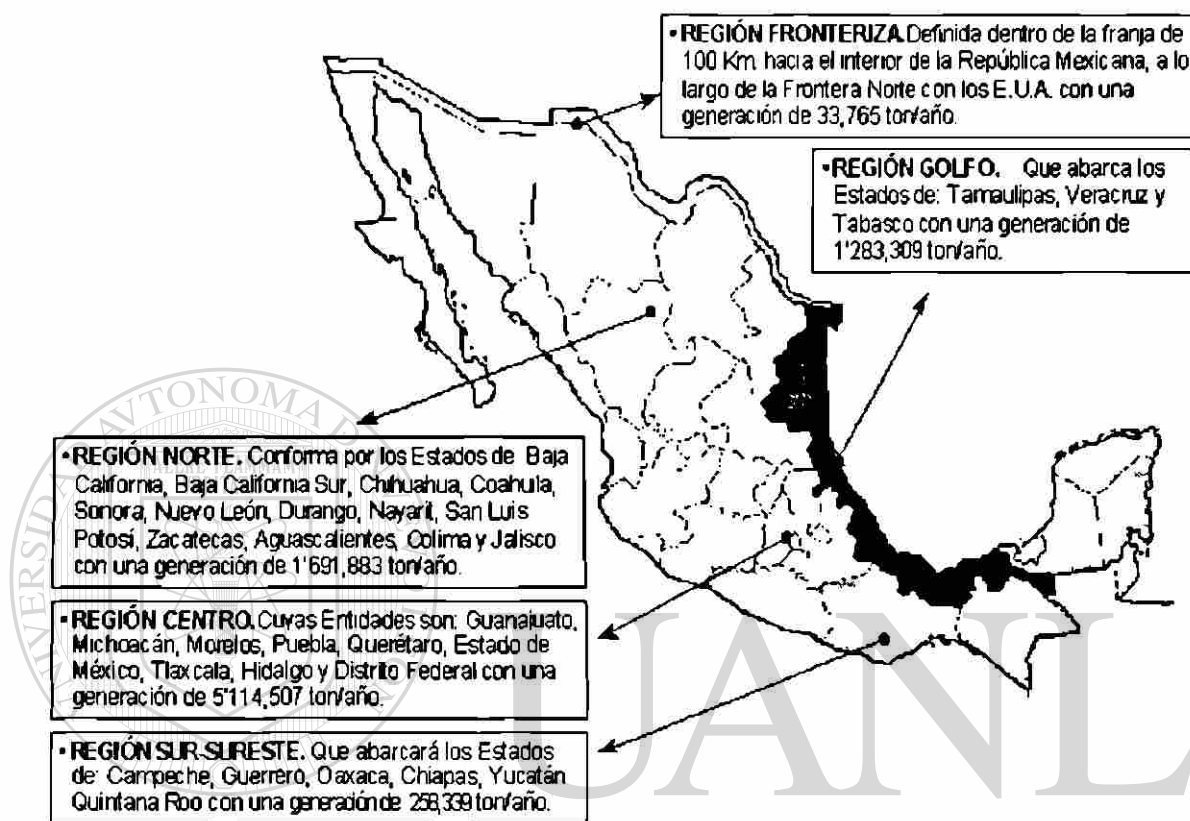 •REGIÓN FRONTERIZA.Definida dentro de la franja de
100 Km. hacia el interior de la República Mexicana, a lo
largo de la Frontera Norte con los E.U.A. con una
generación de 33,765 ton/año.
•REGIÓN GOLFO. Que abarca los
Estados de: Tamaulipas, Veracruz y
Tabasco con una generación de
1'283,309 ton/año.
•REGIÓN NORTE. Conforma por los Estados de Baja
California, Baja California Sur, Chihuahua, Coahuila,
Sonora, Nuevo León, Durango, Nayarit, San Luis
Potosí, Zacatecas, Aguascalientes, Colima y Jalisco
con una generación de 1'691,883 ton/año.
•REGIÓN CENTRO.Cuyas Entidades son: Guanajuato,
Michoacán, Morelos, Puebla, Querétaro, Estado de
México, Tlaxcala, Hidalgo y Distrito Federal con una
generación de 5'114,507 ton/año.
•REGIÓN SUR-SURESTE. Que abarcará los Estados
de: Campeche, Guerrero, Oaxaca, Chiapas, Yucatán
Quintana Roo con una generación de 258,339 ton/año.
UANL